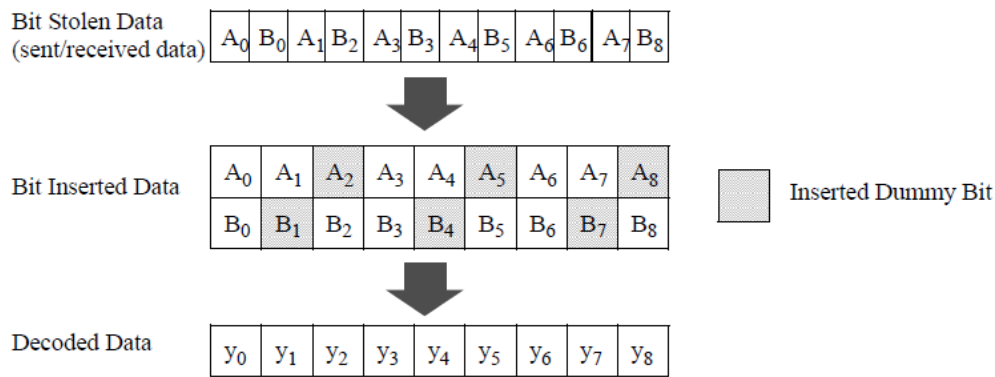 Bit Stolen Data
(sent/received data)
A0 B0 A1 B2 A3 B3 A4 B5 A6 B6 A7 B8
Bit Inserted Data
A0 A1 A2 A3 A4 A5 A6 A7 A8
B0 B1 B2 B3 B4 B5 B6 B7 B8
Inserted Dummy Bit
Decoded Data
y0 y1 y2 y3 y4 y5 y6 y7 y8